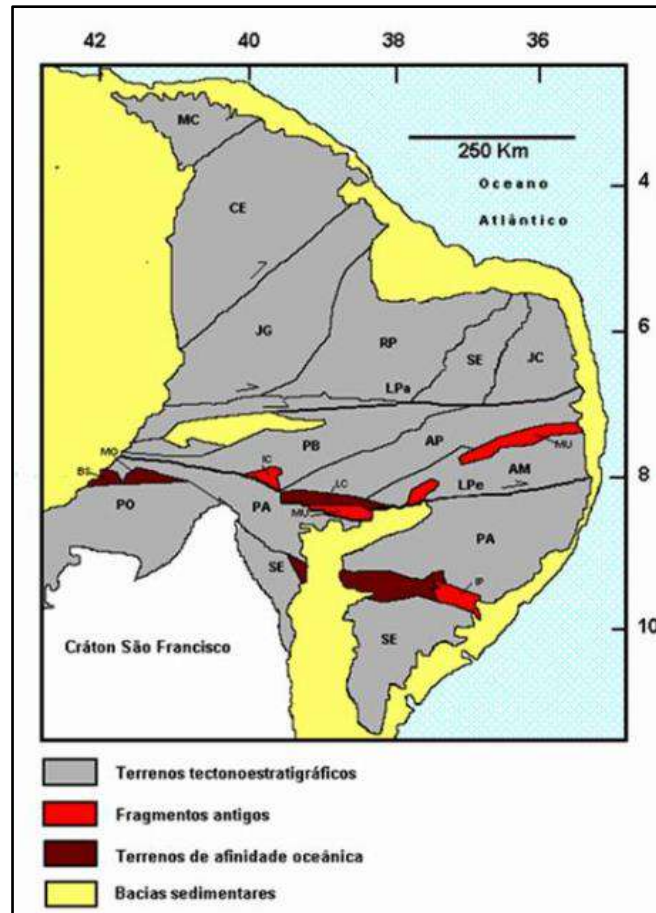 42 40 38 36
MC
250 Km
Oceano
Atlântico
4
CE
6
JG
RP
SE
JC
LPa
MO
PB
AP
MU
BS
IC
LC
AM
8
LPe
PO
PA
MU
PA
SE
IP
10
Cráton São Francisco
SE
Terrenos tectonoestratigráficos
Fragmentos antigos
Terrenos de afinidade oceânica
Bacias sedimentares